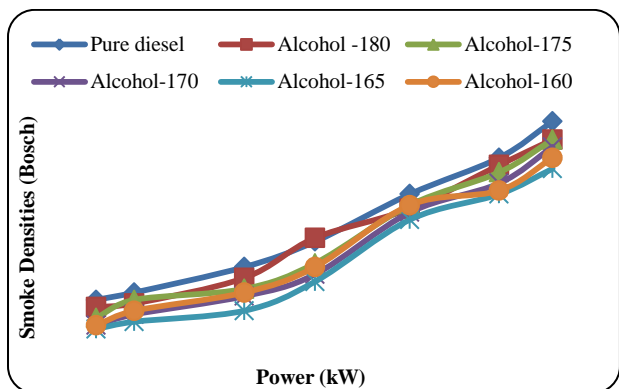 Pure diesel Alcohol -180 Alcohol-175
Alcohol-170 Alcohol-165 Alcohol-160
Smoke Densities (Bosch)
Power (kW)